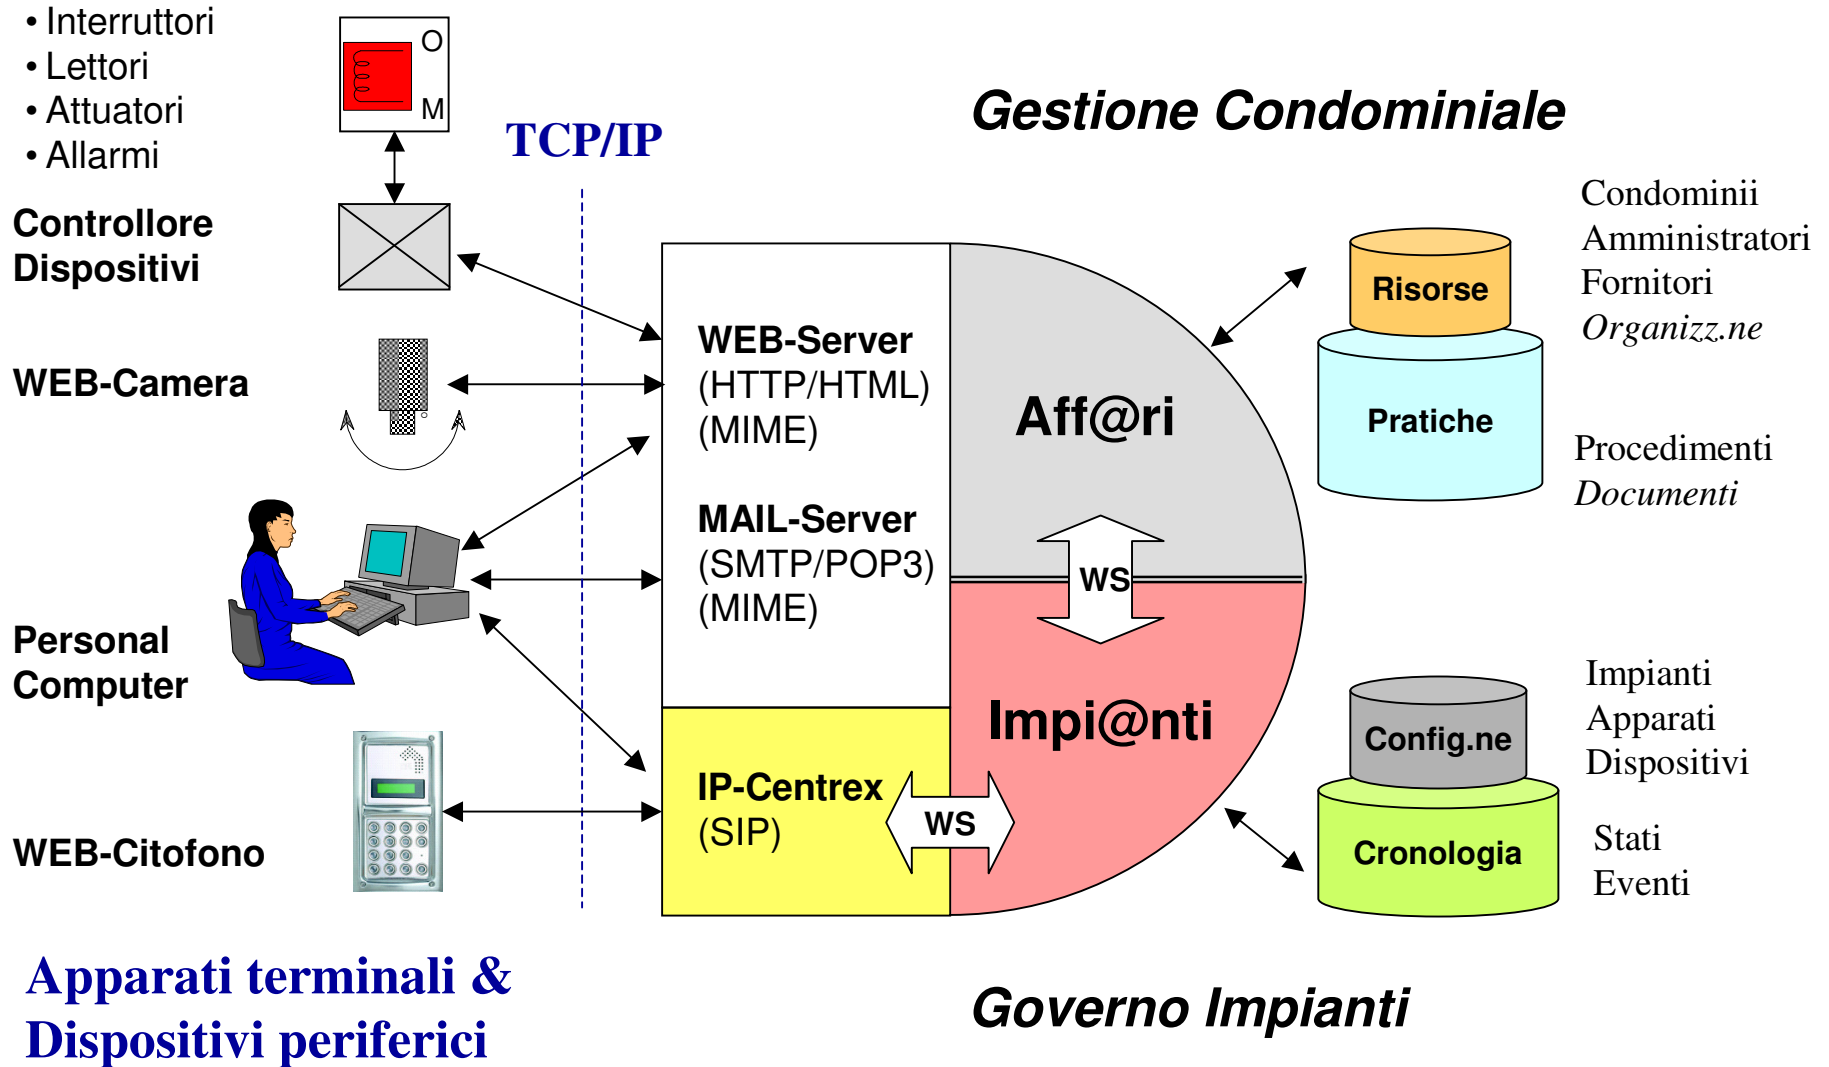 • Interruttori
• Lettori
• Attuatori
• Allarmi
O
M
TCP/IP
Gestione Condominiale
Controllore
Dispositivi
WEB-Camera
Personal
Computer
WEB-Citofono
WEB-Server
(HTTP/HTML)
(MIME)
MAIL-Server
(SMTP/POP3)
(MIME)
IP-Centrex
(SIP)
WS
Aff@ri
WS
Impi@nti
Risorse
Pratiche
Condominii
Amministratori
Fornitori
Organizz.ne
Procedimenti
Documenti
Config.ne
Cronologia
Impianti
Apparati
Dispositivi
Stati
Eventi
Apparati terminali &
Dispositivi periferici
Governo Impianti